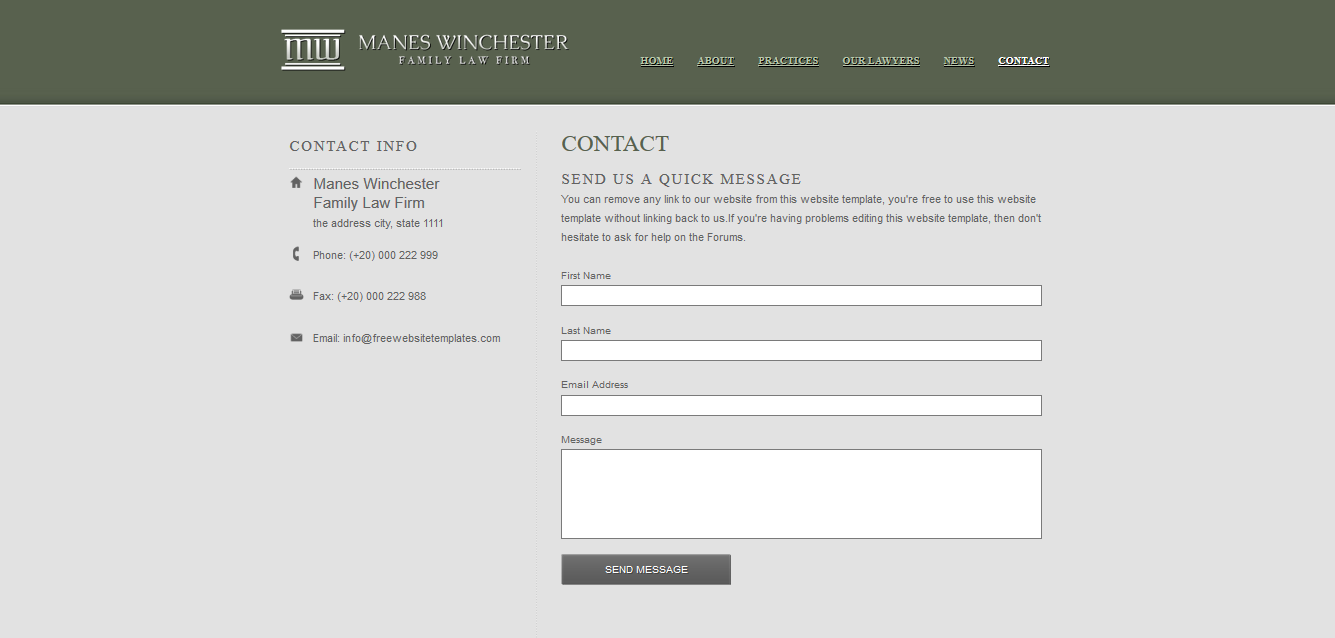 MW MANES WINCHESTER
FAMILY LAW FIRM
HOME ABOUT PRACTICES OUR LAWYERS NEWS CONTACT
CONTACT INFO
Manes Winchester
Family Law Firm
the address city, state 1111
Phone: (+20) 000 222 999
Fax: (+20) 000 222 988
Email: info@freewebsitetemplates.com
CONTACT
SEND US A QUICK MESSAGE
You can remove any link to our website from this website template, you're free to use this website
template without linking back to us.If you're having problems editing this website template, then don't
hesitate to ask for help on the Forums.
First Name
Last Name
Email Address
Message
SEND MESSAGE